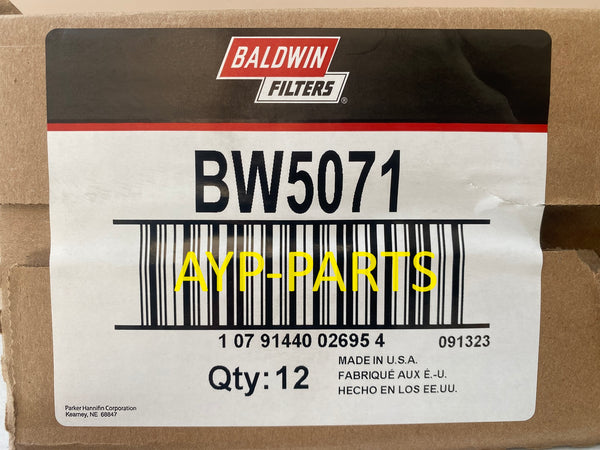 BALDWIN
FILTERS®
BW5071
AYP-PARTS
1 07 91440 02695 4
091323
Qty: 12
MADE IN U.S.A.
FABRIQUÉ AUX É.-U.
HECHO EN LOS EE.UU.
Parker Hannifin Corporation
Kearney, NE 68847